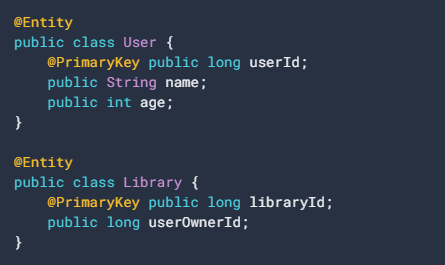 @Entity
public class User {
    @PrimaryKey public long userId;
    public String name;
    public int age;
}

@Entity
public class Library {
    @PrimaryKey public long libraryId;
    public long userOwnerId;
}